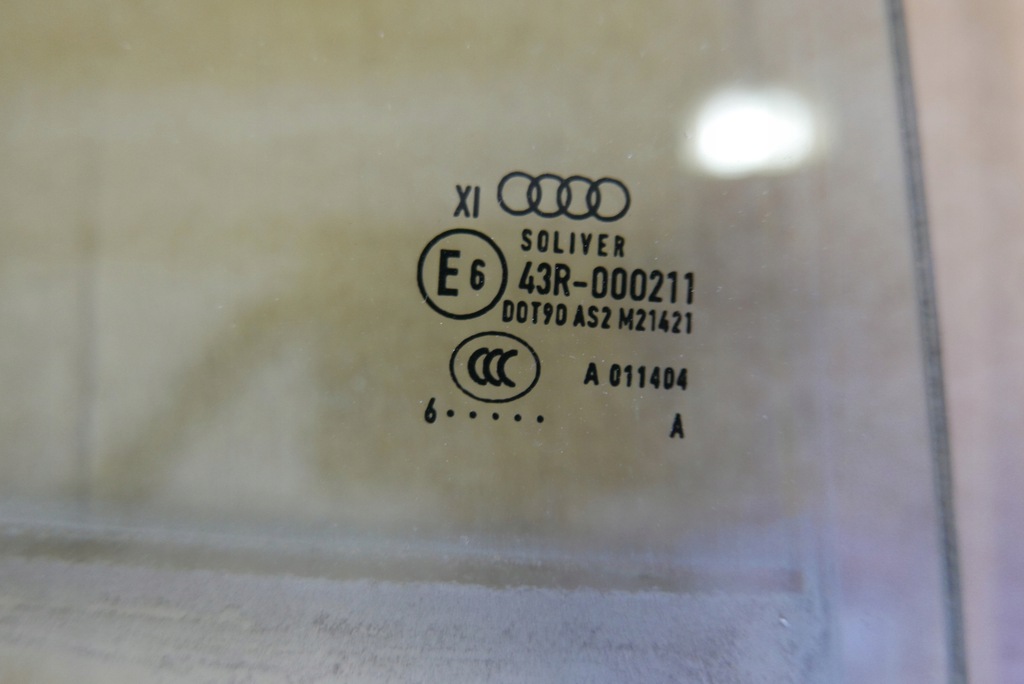 XI
SOLIVER
E6 43R-000211
DOT90 AS2 M21421
CCC A 011404
6 · · · · · A